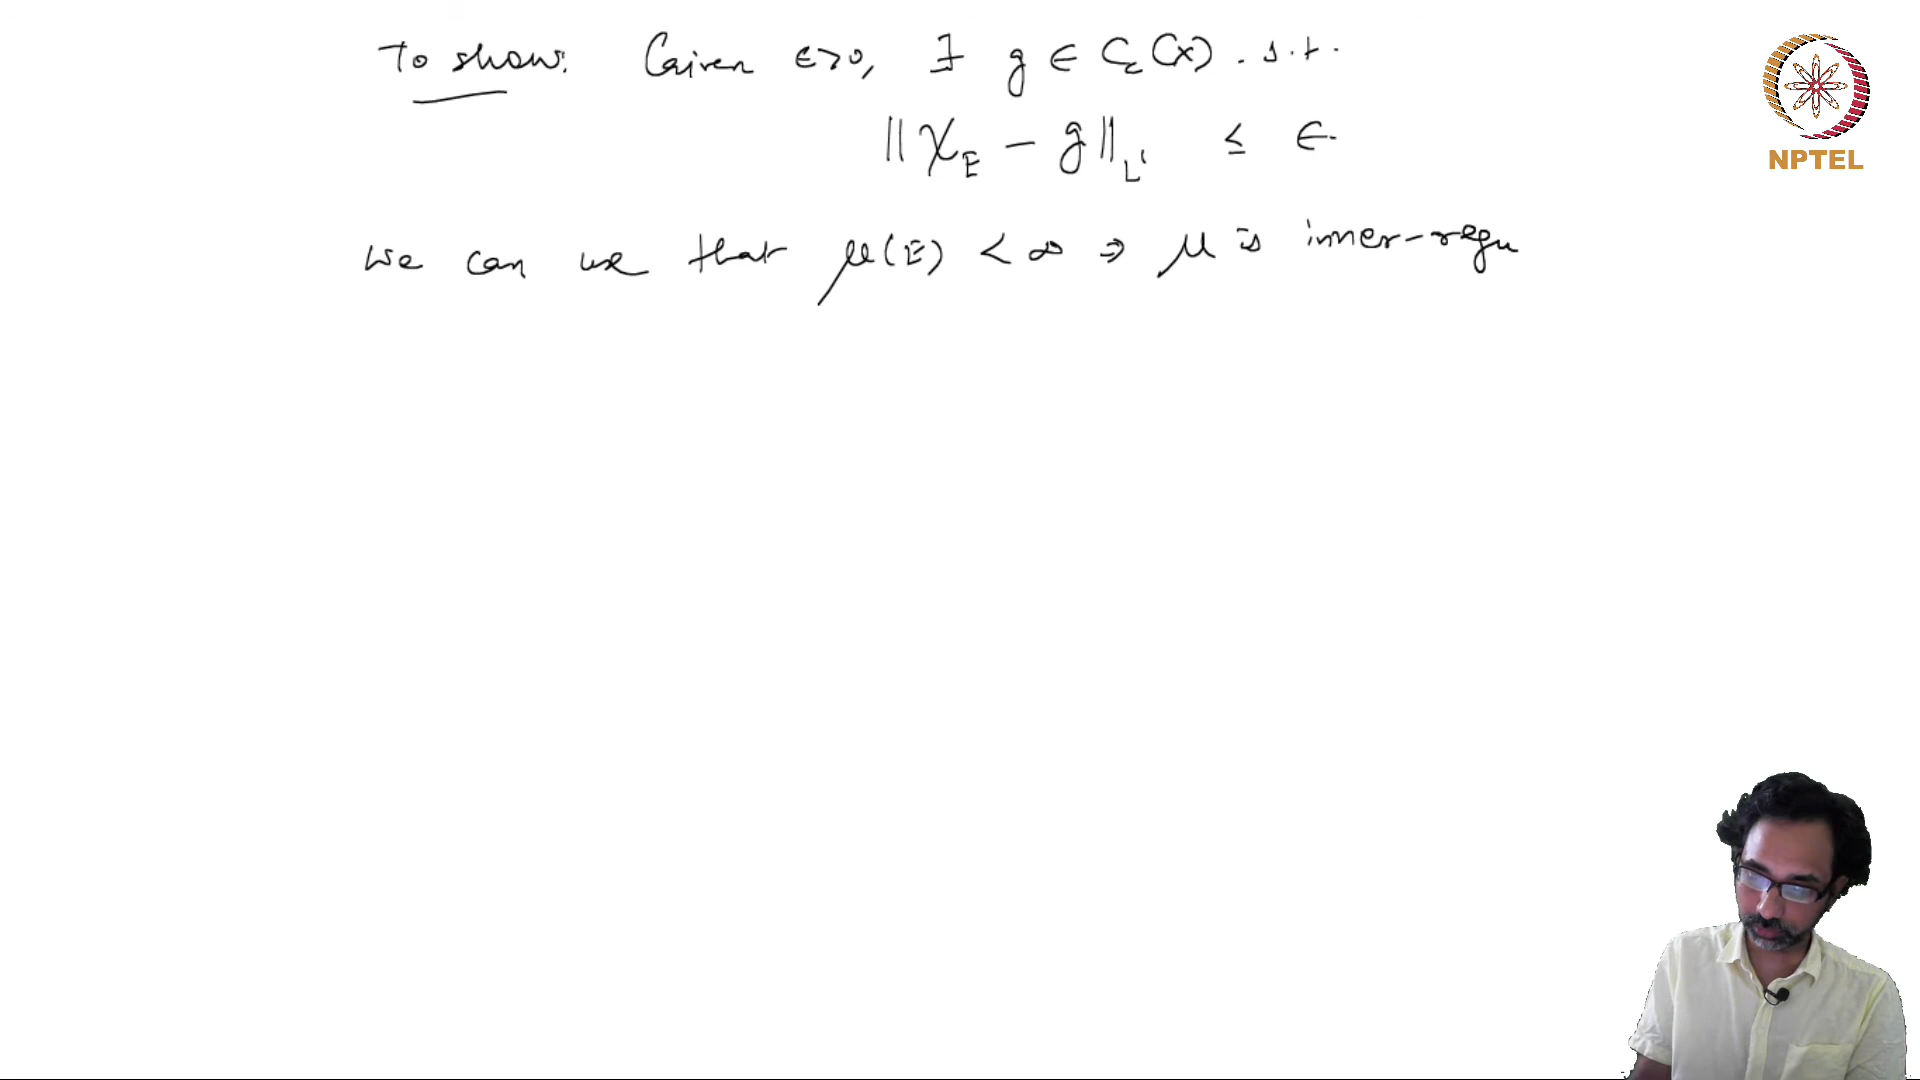 To show: Given ϵ>0, ∃ g ∈ C_c(X) . s.t.
‖χ_E − g‖_{L¹} ≤ ϵ.
We can use that μ(E) < ∞ ⇒ μ is inner-regu
NPTEL